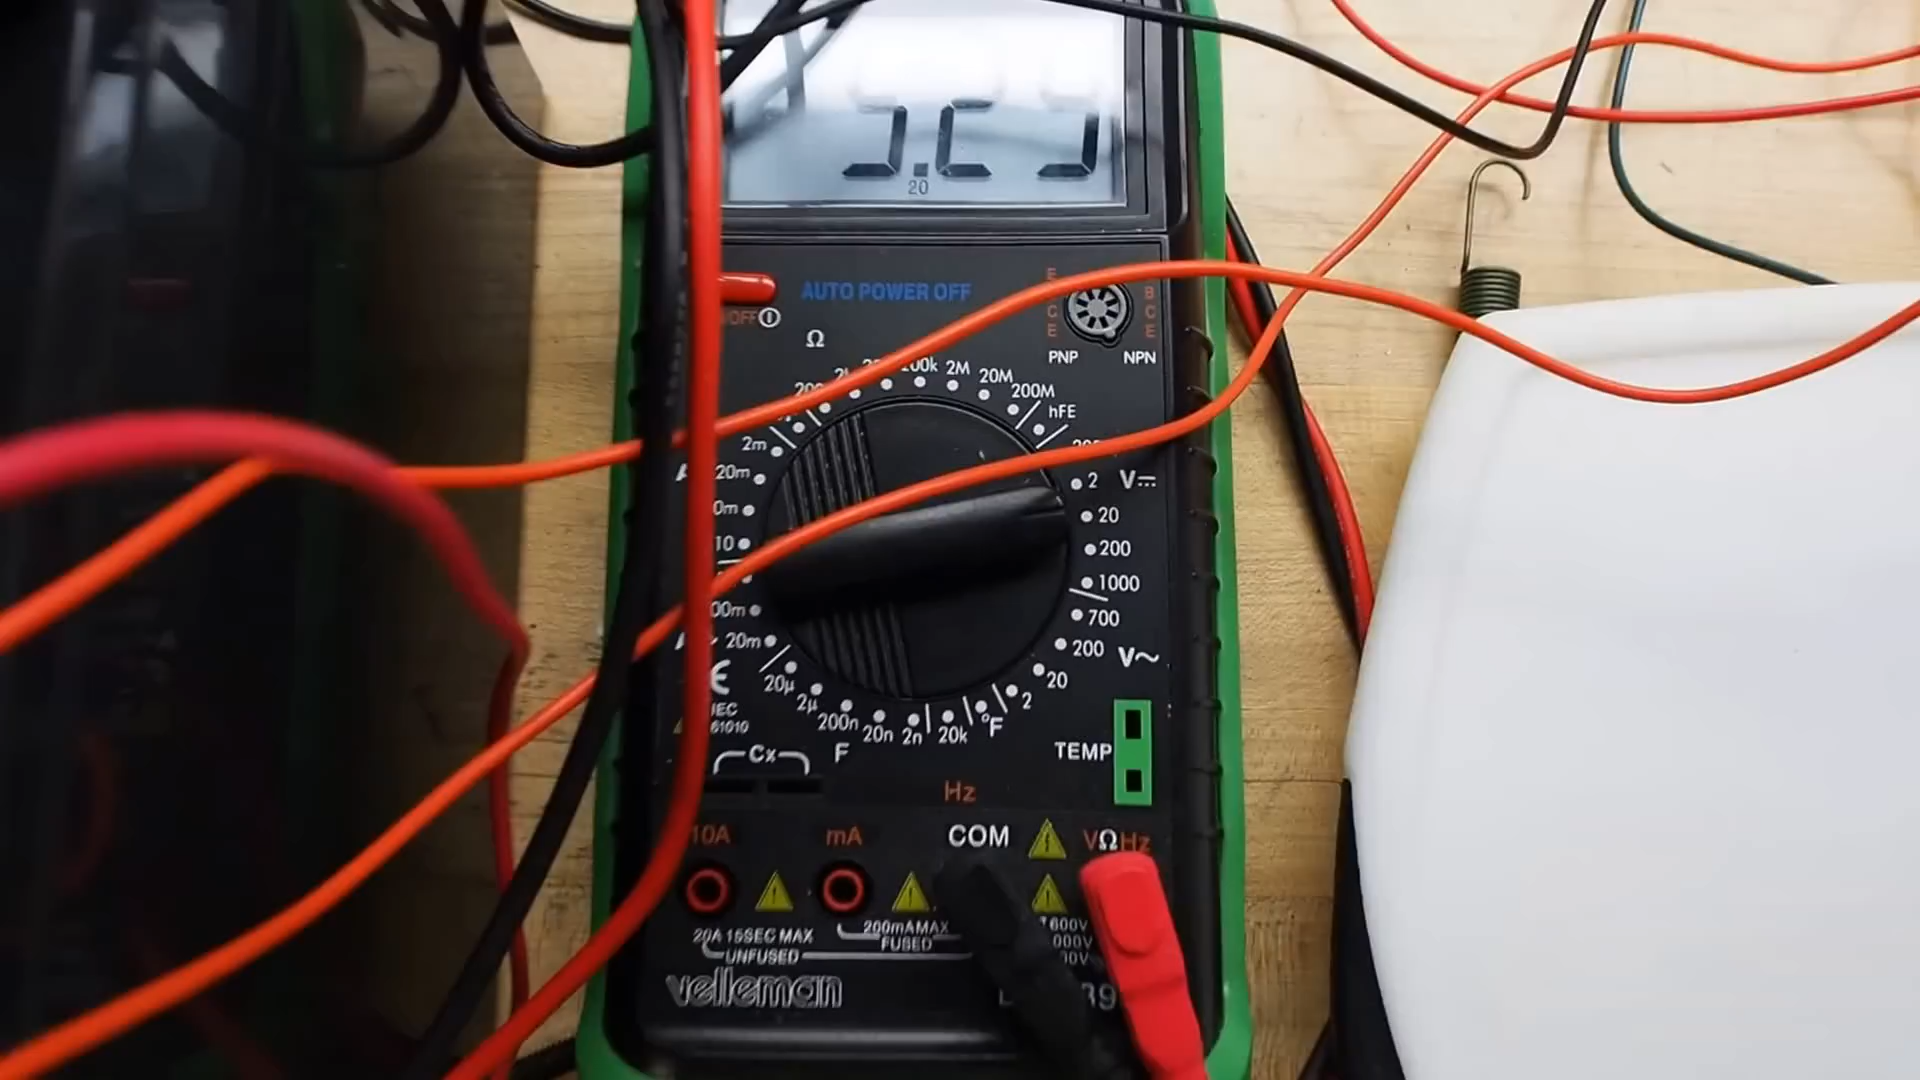 20
AUTO POWER OFF
OFF
Ω
E
C
E
B
C
E
PNP NPN
2M
20M
200M
hFE
2m
20m
10
20m
2 V
20
200
1000
700
200 V~
20
2
20μ
2μ
200n
20n
2n
20k
°F
F
IEC
61010
Cx
TEMP
Hz
10A mA COM VΩHz
20A 15SEC MAX
UNFUSED
200mAMAX
FUSED
600V
velleman